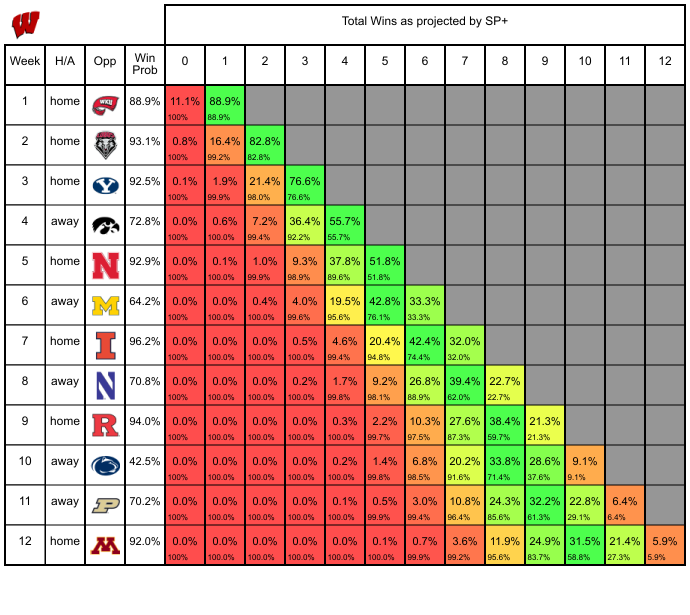 W
Total Wins as projected by SP+
Week H/A Opp Win Prob 0 1 2 3 4 5 6 7 8 9 10 11 12
1 home WKU 88.9% 11.1% 88.9%
100% 88.9%
2 home 93.1% 0.8% 16.4% 82.8%
100% 99.2% 82.8%
3 home Y 92.5% 0.1% 1.9% 21.4% 76.6%
100% 99.9% 98.0% 76.6%
4 away 72.8% 0.0% 0.6% 7.2% 36.4% 55.7%
100% 100.0% 99.4% 92.2% 55.7%
5 home N 92.9% 0.0% 0.1% 1.0% 9.3% 37.8% 51.8%
100% 100.0% 99.9% 98.9% 89.6% 51.8%
6 away M 64.2% 0.0% 0.0% 0.4% 4.0% 19.5% 42.8% 33.3%
100% 100.0% 100.0% 99.6% 95.6% 76.1% 33.3%
7 home I 96.2% 0.0% 0.0% 0.0% 0.5% 4.6% 20.4% 42.4% 32.0%
100% 100.0% 100.0% 100.0% 99.4% 94.8% 74.4% 32.0%
8 away N 70.8% 0.0% 0.0% 0.0% 0.2% 1.7% 9.2% 26.8% 39.4% 22.7%
100% 100.0% 100.0% 100.0% 99.8% 98.1% 88.9% 62.0% 22.7%
9 home R 94.0% 0.0% 0.0% 0.0% 0.0% 0.3% 2.2% 10.3% 27.6% 38.4% 21.3%
100% 100.0% 100.0% 100.0% 100.0% 99.7% 97.5% 87.3% 59.7% 21.3%
10 away 42.5% 0.0% 0.0% 0.0% 0.0% 0.2% 1.4% 6.8% 20.2% 33.8% 28.6% 9.1%
100% 100.0% 100.0% 100.0% 100.0% 99.8% 98.5% 91.6% 71.4% 37.6% 9.1%
11 away P 70.2% 0.0% 0.0% 0.0% 0.0% 0.1% 0.5% 3.0% 10.8% 24.3% 32.2% 22.8% 6.4%
100% 100.0% 100.0% 100.0% 100.0% 99.9% 99.4% 96.4% 85.6% 61.3% 29.1% 6.4%
12 home M 92.0% 0.0% 0.0% 0.0% 0.0% 0.0% 0.1% 0.7% 3.6% 11.9% 24.9% 31.5% 21.4% 5.9%
100% 100.0% 100.0% 100.0% 100.0% 100.0% 99.9% 99.2% 95.6% 83.7% 58.8% 27.3% 5.9%